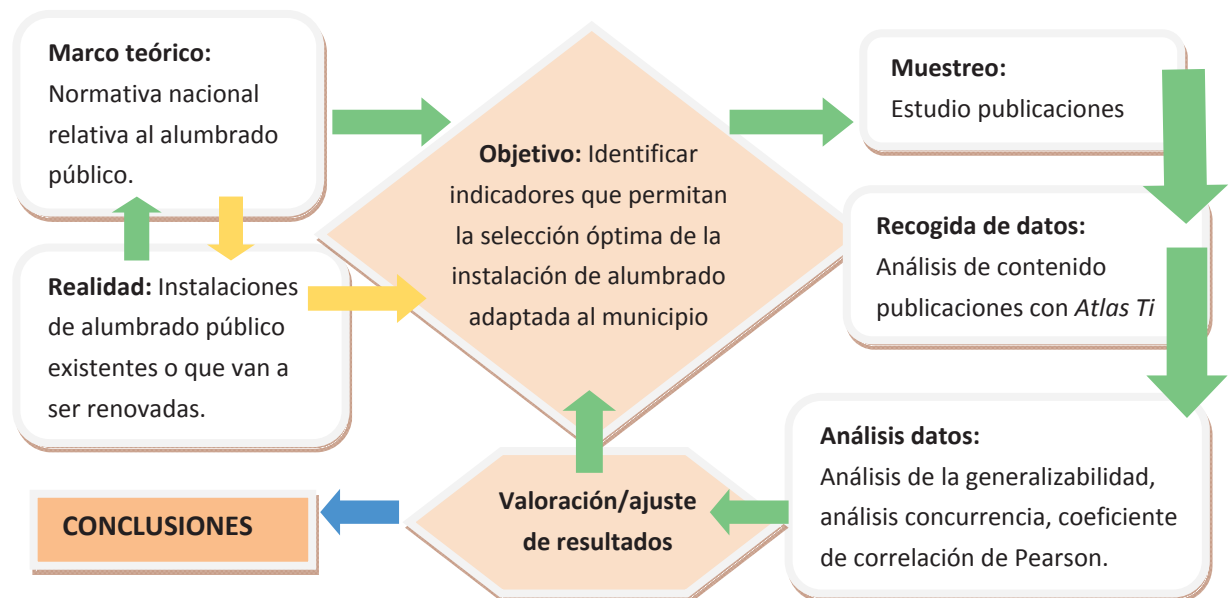 Marco teórico:
Normativa nacional
relativa al alumbrado
público.
Realidad: Instalaciones
de alumbrado público
existentes o que van a
ser renovadas.
Objetivo: Identificar
indicadores que permitan
la selección óptima de la
instalación de alumbrado
adaptada al municipio
Muestreo:
Estudio publicaciones
Recogida de datos:
Análisis de contenido
publicaciones con Atlas Ti
Análisis datos:
Análisis de la generalizabilidad,
análisis concurrencia, coeficiente
de correlación de Pearson.
Valoración/ajuste
de resultados
CONCLUSIONES